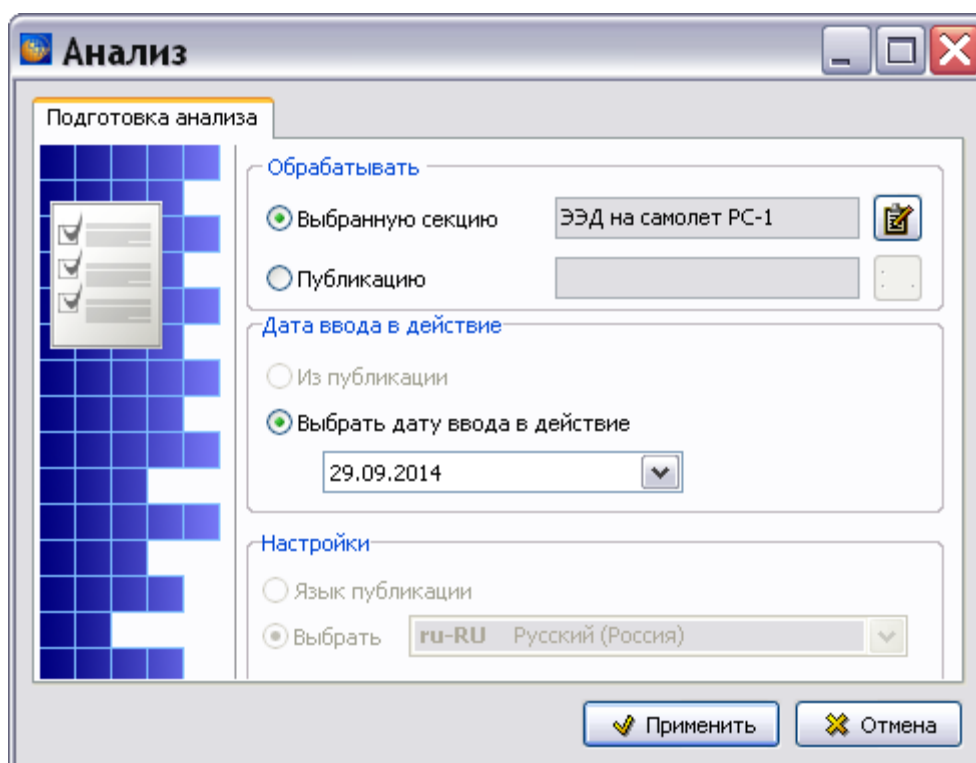 Анализ
Подготовка анализа
Обрабатывать
Выбранную секцию ЭЭД на самолет РС-1
Публикацию
Дата ввода в действие
Из публикации
Выбрать дату ввода в действие
29.09.2014
Настройки
Язык публикации
Выбрать ru-RU Русский (Россия)
Применить Отмена